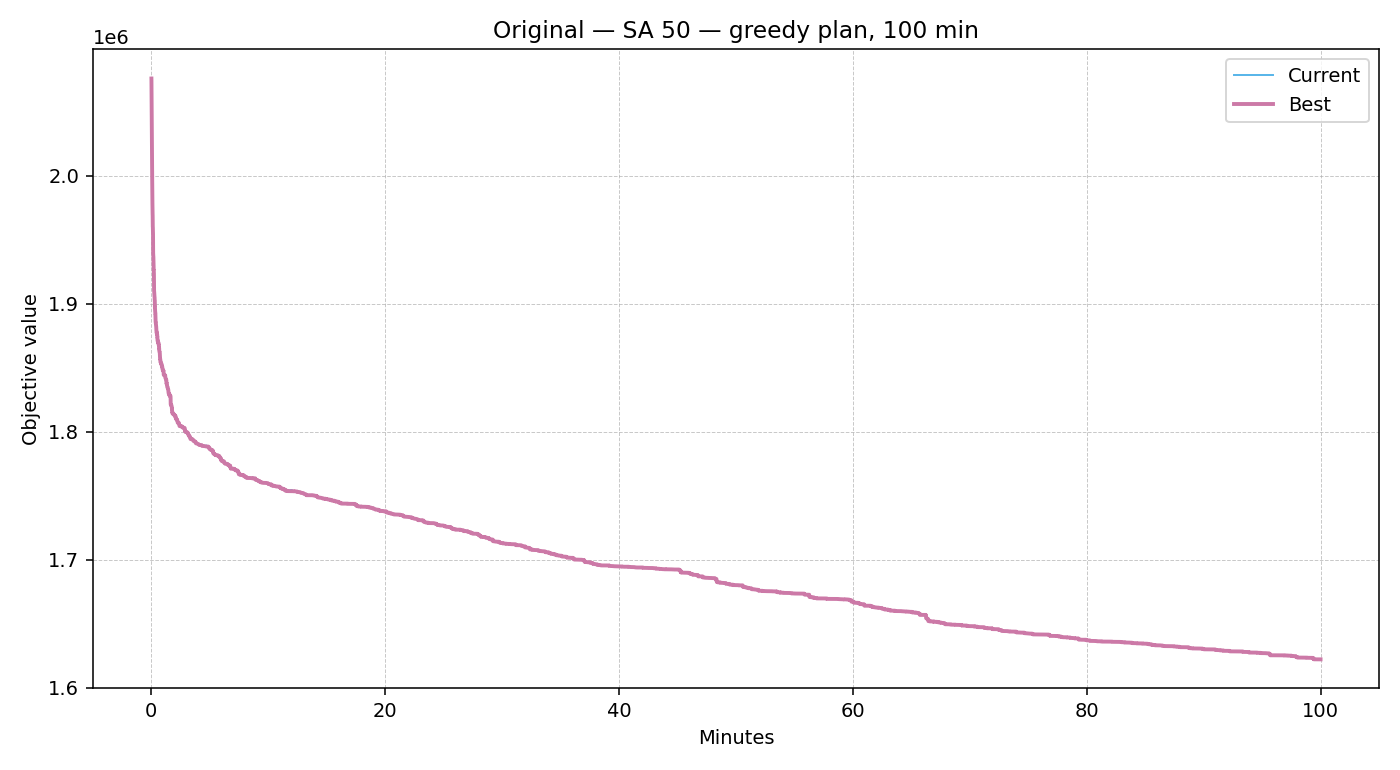 Original — SA 50 — greedy plan, 100 min
1e6
Current
Best
2.0
1.9
1.8
1.7
1.6
Objective value
0 20 40 60 80 100
Minutes